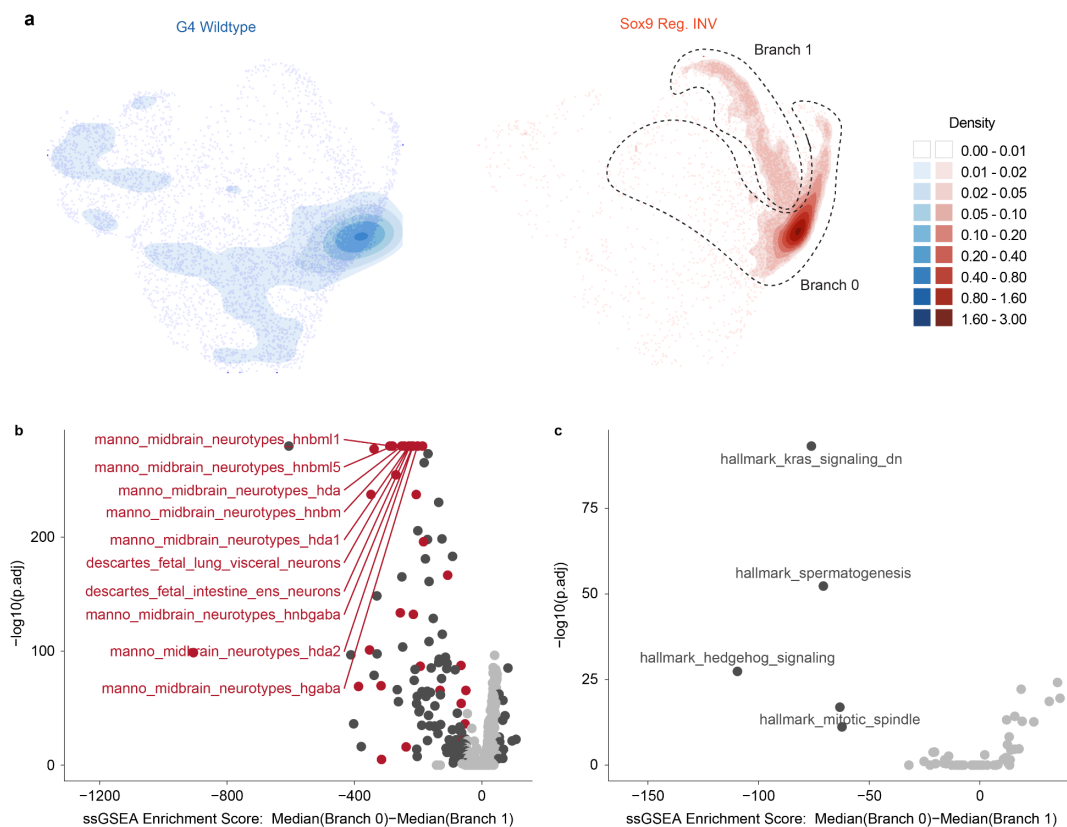 a
G4 Wildtype
Sox9 Reg. INV
Branch 1
Branch 0
Density
0.00 - 0.01
0.01 - 0.02
0.02 - 0.05
0.05 - 0.10
0.10 - 0.20
0.20 - 0.40
0.40 - 0.80
0.80 - 1.60
1.60 - 3.00
b
manno_midbrain_neurotypes_hnbml1
manno_midbrain_neurotypes_hnbml5
manno_midbrain_neurotypes_hda
manno_midbrain_neurotypes_hnbm
manno_midbrain_neurotypes_hda1
descartes_fetal_lung_visceral_neurons
descartes_fetal_intestine_ens_neurons
manno_midbrain_neurotypes_hnbgaba
manno_midbrain_neurotypes_hda2
manno_midbrain_neurotypes_hgaba
−log10(p.adj)
200
100
0
−1200 −800 −400 0
ssGSEA Enrichment Score: Median(Branch 0)−Median(Branch 1)
c
hallmark_kras_signaling_dn
hallmark_spermatogenesis
hallmark_hedgehog_signaling
hallmark_mitotic_spindle
−log10(p.adj)
75
50
25
0
−150 −100 −50 0
ssGSEA Enrichment Score: Median(Branch 0)−Median(Branch 1)